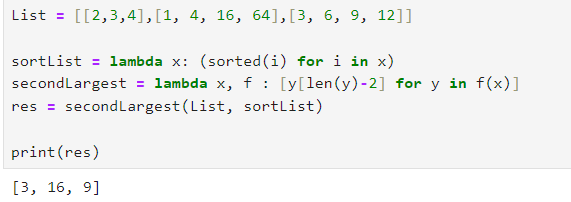 List = [[2,3,4],[1, 4, 16, 64],[3, 6, 9, 12]]
sortList = lambda x: (sorted(i) for i in x)
secondLargest = lambda x, f : [y[len(y)-2] for y in f(x)]
res = secondLargest(List, sortList)
print(res)
[3, 16, 9]